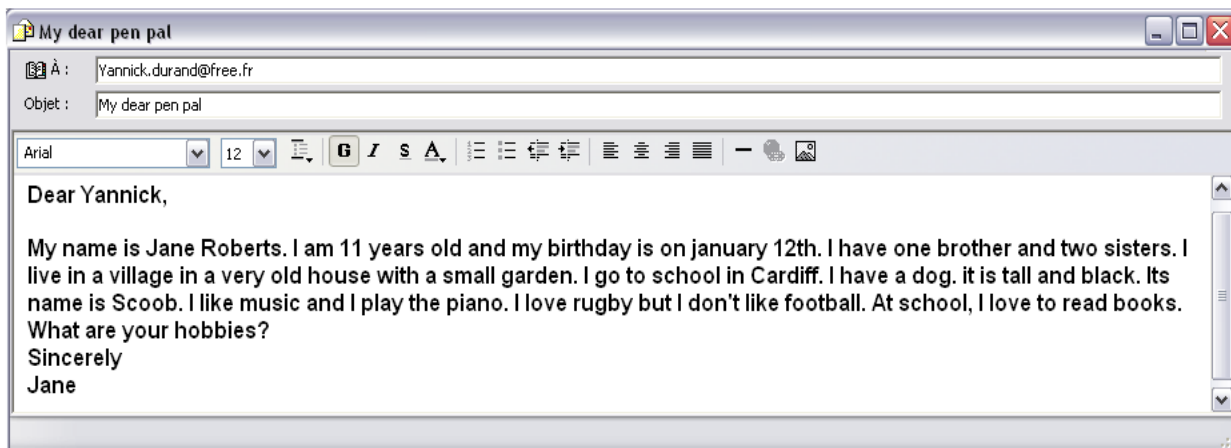 My dear pen pal
À :
Yannick.durand@free.fr
Objet :
My dear pen pal
Arial
12
G I S A
Dear Yannick,
My name is Jane Roberts. I am 11 years old and my birthday is on january 12th. I have one brother and two sisters. I
live in a village in a very old house with a small garden. I go to school in Cardiff. I have a dog. it is tall and black. Its
name is Scoob. I like music and I play the piano. I love rugby but I don't like football. At school, I love to read books.
What are your hobbies?
Sincerely
Jane